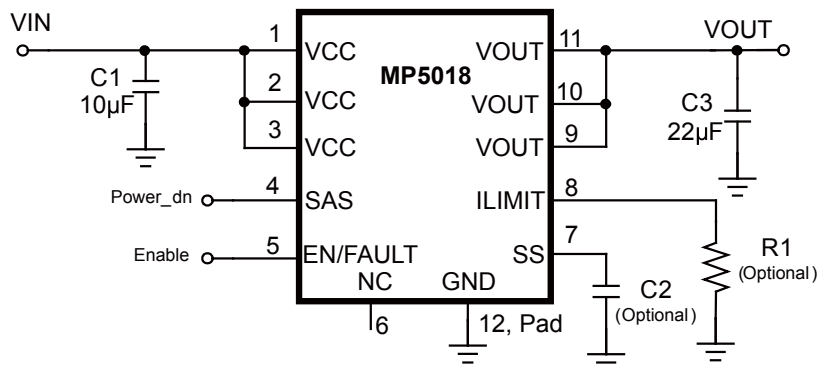 VIN
VOUT
1
VCC
VOUT
11
MP5018
C1
10µF
2
VCC
VOUT
10
C3
22µF
3
VCC
VOUT
9
Power_dn
4
SAS
ILIMIT
8
Enable
5
EN/FAULT
SS
7
R1
(Optional)
NC
GND
C2
(Optional)
6
12, Pad